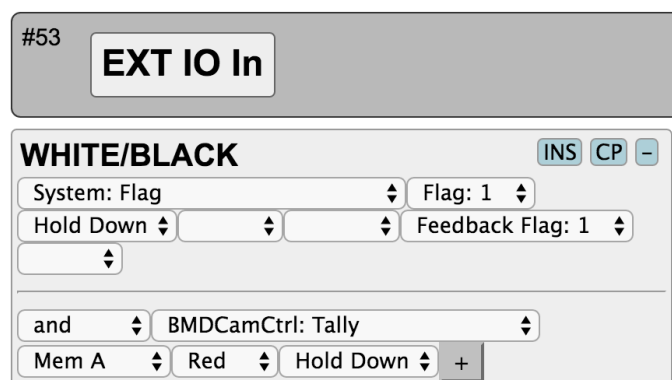 #53
EXT IO In
WHITE/BLACK INS CP -
System: Flag Flag: 1
Hold Down Feedback Flag: 1
and BMDCamCtrl: Tally
Mem A Red Hold Down +